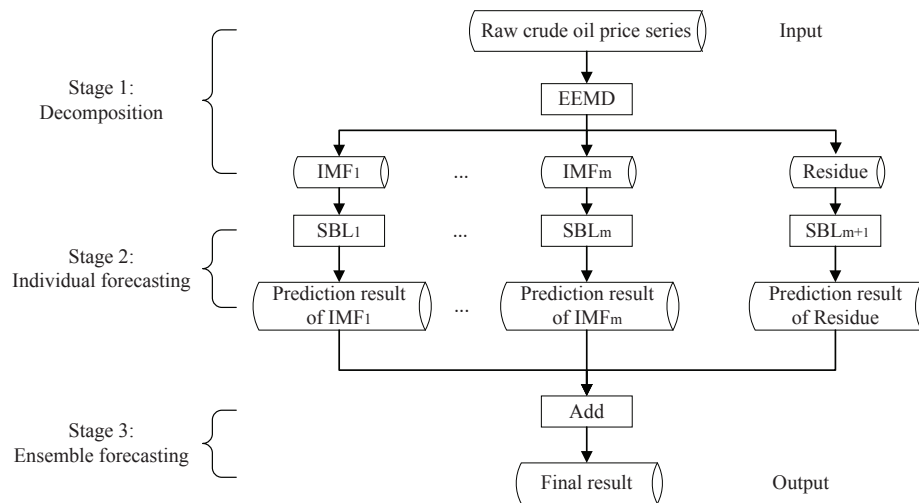 Raw crude oil price series
Input
Stage 1:
Decomposition
EEMD
IMF1
...
IMFm
Residue
SBL1
...
SBLm
SBLm+1
Stage 2:
Individual forecasting
Prediction result
of IMF1
...
Prediction result
of IMFm
Prediction result
of Residue
Add
Stage 3:
Ensemble forecasting
Final result
Output